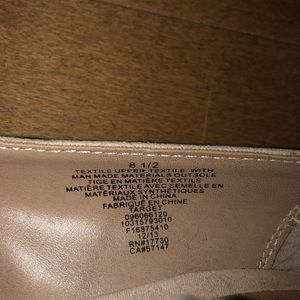 8 1/2
TEXTILE UPPER, TEXTILE WITH
MAN MADE MATERIALS OUTSOLE
TIGE EN MATIÈRE TEXTILE
MATIÈRE TEXTILE AVEC SEMELLE EN
MATÉRIAUX SYNTHÉTIQUES
MADE IN CHINA
FABRIQUÉ EN CHINE
TARGET
096066120
10315793010
F16875410
12/13
RN#17730
CA#57147